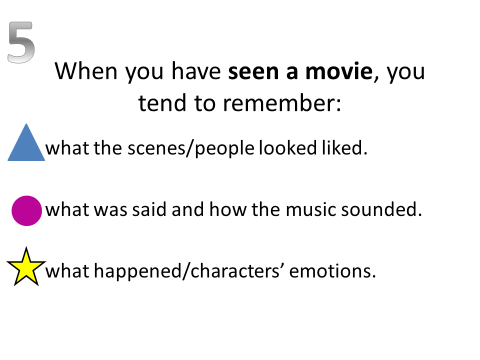 5
When you have seen a movie, you
tend to remember:
what the scenes/people looked liked.
what was said and how the music sounded.
what happened/characters’ emotions.